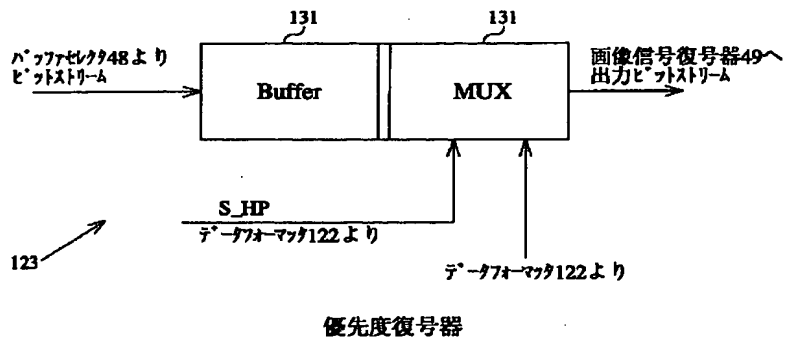 131
131
ﾊﾞｯﾌｧｾﾚｸﾀ48より
ﾋﾞｯﾄｽﾄﾘｰﾑ
Buffer
MUX
画像信号復号器49へ
出力ﾋﾞｯﾄｽﾄﾘｰﾑ
S_HP
ﾃﾞｰﾀﾌｫｰﾏｯﾀ122より
123
ﾃﾞｰﾀﾌｫｰﾏｯﾀ122より
優先度復号器